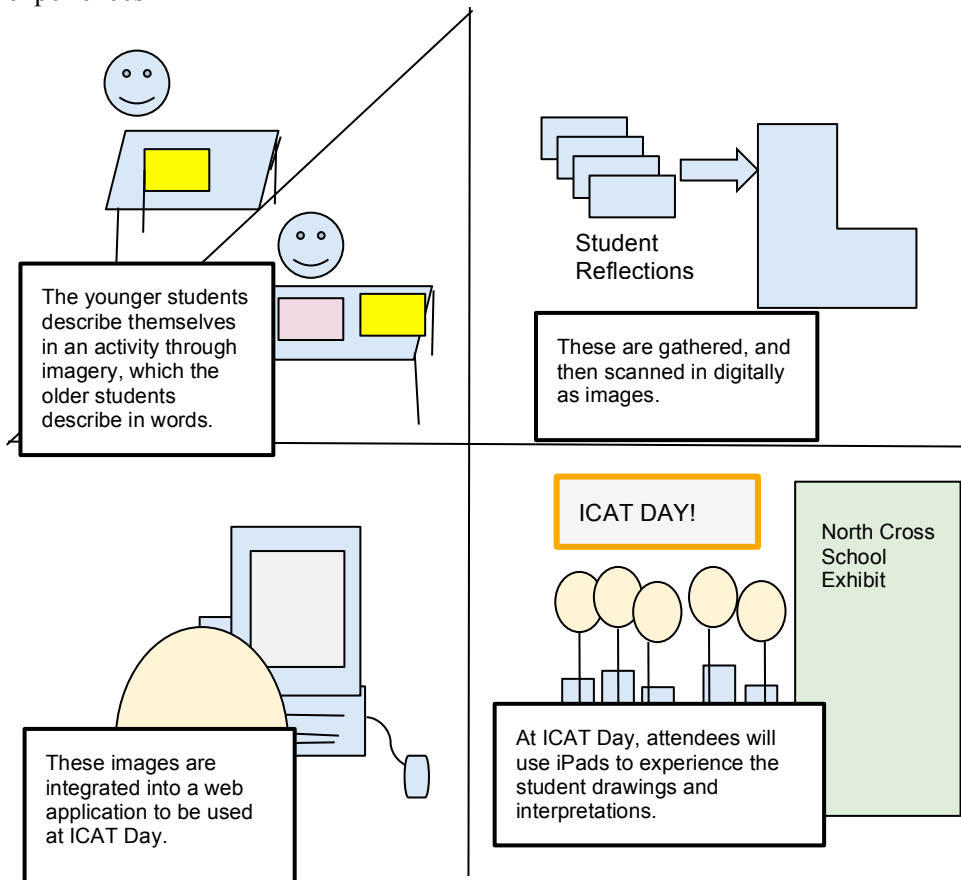 The younger students
describe themselves
in an activity through
imagery, which the
older students
describe in words.
Student
Reflections
These are gathered, and
then scanned in digitally
as images.
These images are
integrated into a web
application to be used
at ICAT Day.
ICAT DAY!
North Cross
School
Exhibit
At ICAT Day, attendees will
use iPads to experience the
student drawings and
interpretations.